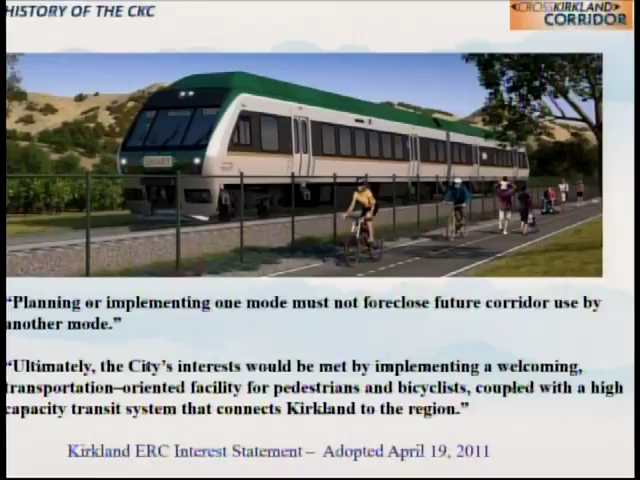 HISTORY OF THE CKC
CROSSKIRKLAND
CORRIDOR
“Planning or implementing one mode must not foreclose future corridor use by
another mode.”
“Ultimately, the City’s interests would be met by implementing a welcoming,
transportation–oriented facility for pedestrians and bicyclists, coupled with a high
capacity transit system that connects Kirkland to the region.”
Kirkland ERC Interest Statement – Adopted April 19, 2011